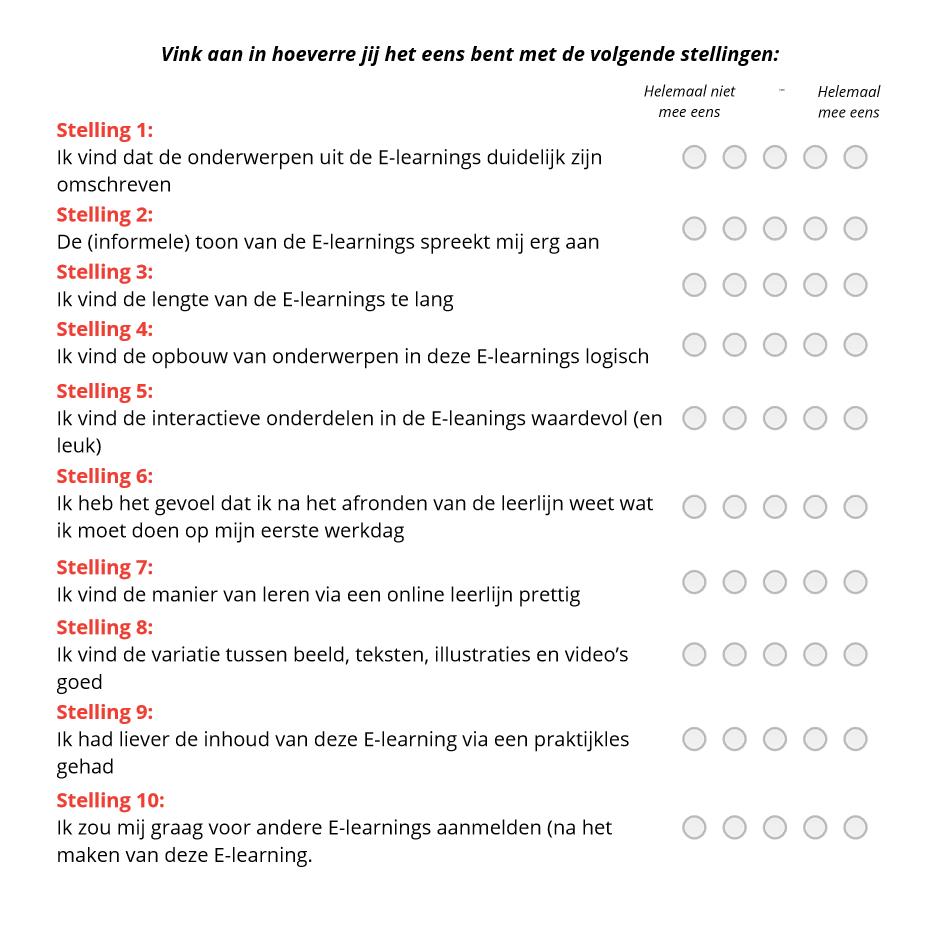 Vink aan in hoeverre jij het eens bent met de volgende stellingen:
Helemaal niet mee eens
Helemaal mee eens
Stelling 1:
Ik vind dat de onderwerpen uit de E-learnings duidelijk zijn
omschreven
Stelling 2:
De (informele) toon van de E-learnings spreekt mij erg aan
Stelling 3:
Ik vind de lengte van de E-learnings te lang
Stelling 4:
Ik vind de opbouw van onderwerpen in deze E-learnings logisch
Stelling 5:
Ik vind de interactieve onderdelen in de E-leanings waardevol (en
leuk)
Stelling 6:
Ik heb het gevoel dat ik na het afronden van de leerlijn weet wat
ik moet doen op mijn eerste werkdag
Stelling 7:
Ik vind de manier van leren via een online leerlijn prettig
Stelling 8:
Ik vind de variatie tussen beeld, teksten, illustraties en video’s
goed
Stelling 9:
Ik had liever de inhoud van deze E-learning via een praktijkles
gehad
Stelling 10:
Ik zou mij graag voor andere E-learnings aanmelden (na het
maken van deze E-learning.